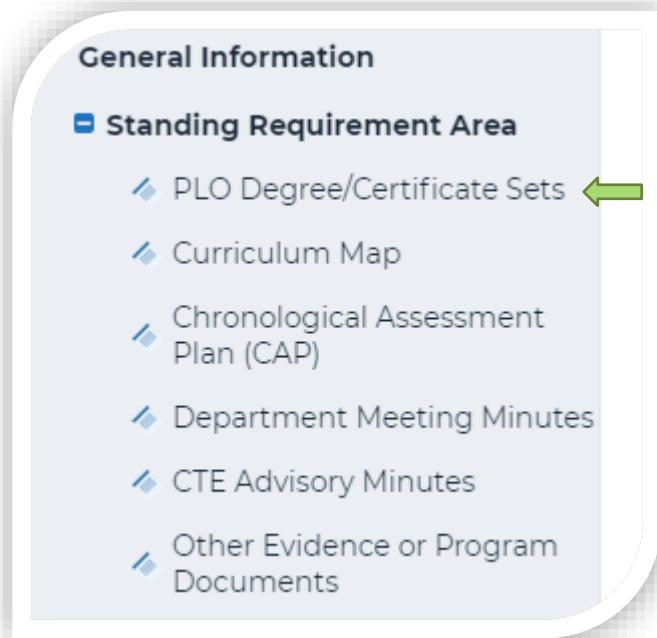 General Information
Standing Requirement Area
PLO Degree/Certificate Sets
Curriculum Map
Chronological Assessment
Plan (CAP)
Department Meeting Minutes
CTE Advisory Minutes
Other Evidence or Program
Documents